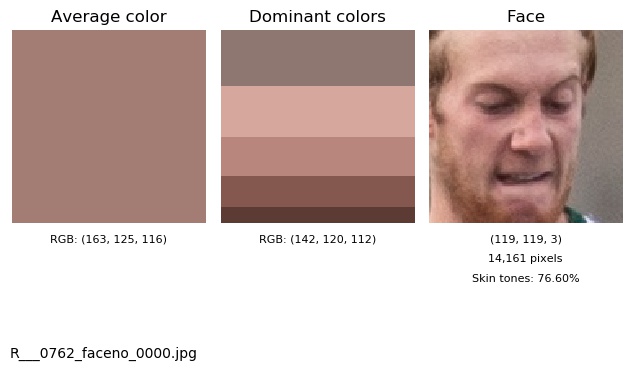 Average color
Dominant colors
Face
RGB: (163, 125, 116)
RGB: (142, 120, 112)
(119, 119, 3)
14,161 pixels
Skin tones: 76.60%
R___0762_faceno_0000.jpg